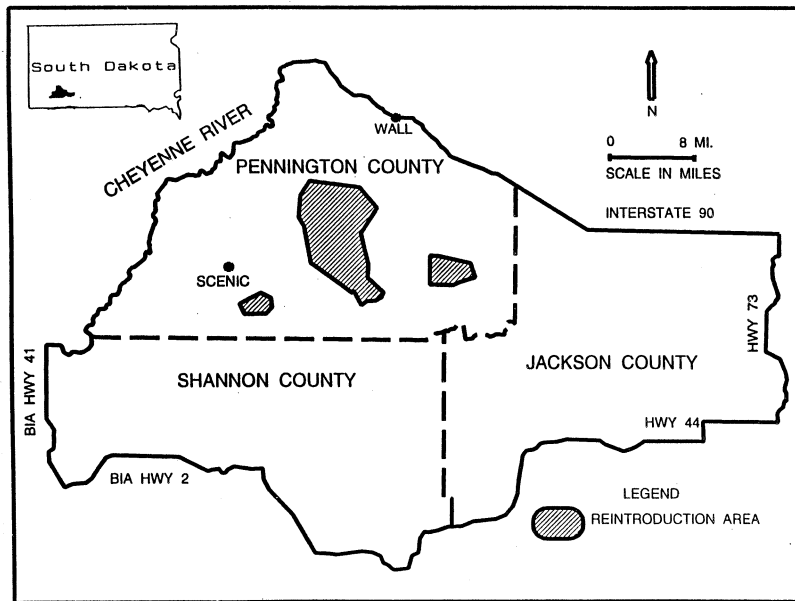 South Dakota
CHEYENNE RIVER
WALL
PENNINGTON COUNTY
N
0 8 MI.
SCALE IN MILES
INTERSTATE 90
SCENIC
HWY 73
BIA HWY 41
SHANNON COUNTY
JACKSON COUNTY
HWY 44
BIA HWY 2
LEGEND
REINTRODUCTION AREA